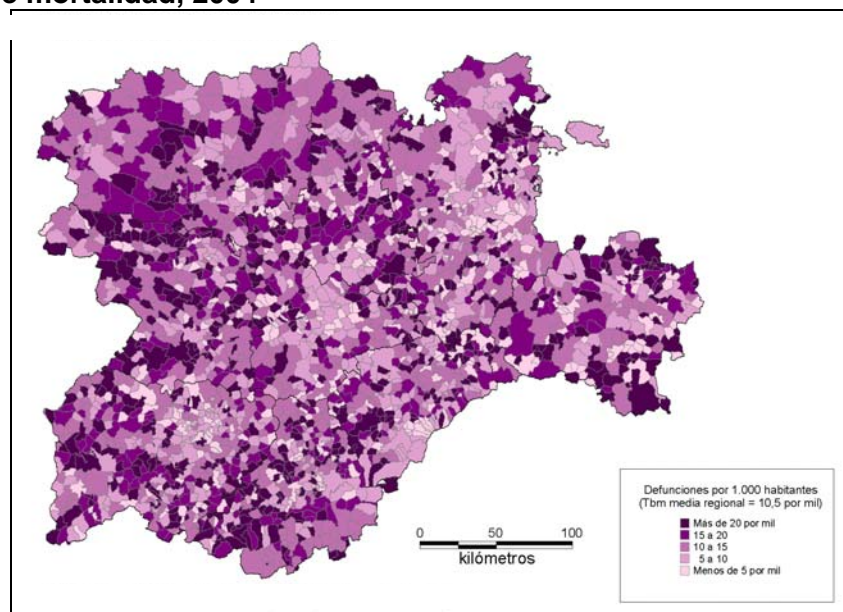 mortalidad, 2004
Defunciones por 1.000 habitantes
(Tbm media regional = 10,5 por mil)
Más de 20 por mil
15 a 20
10 a 15
5 a 10
Menos de 5 por mil
0 50 100
kilómetros